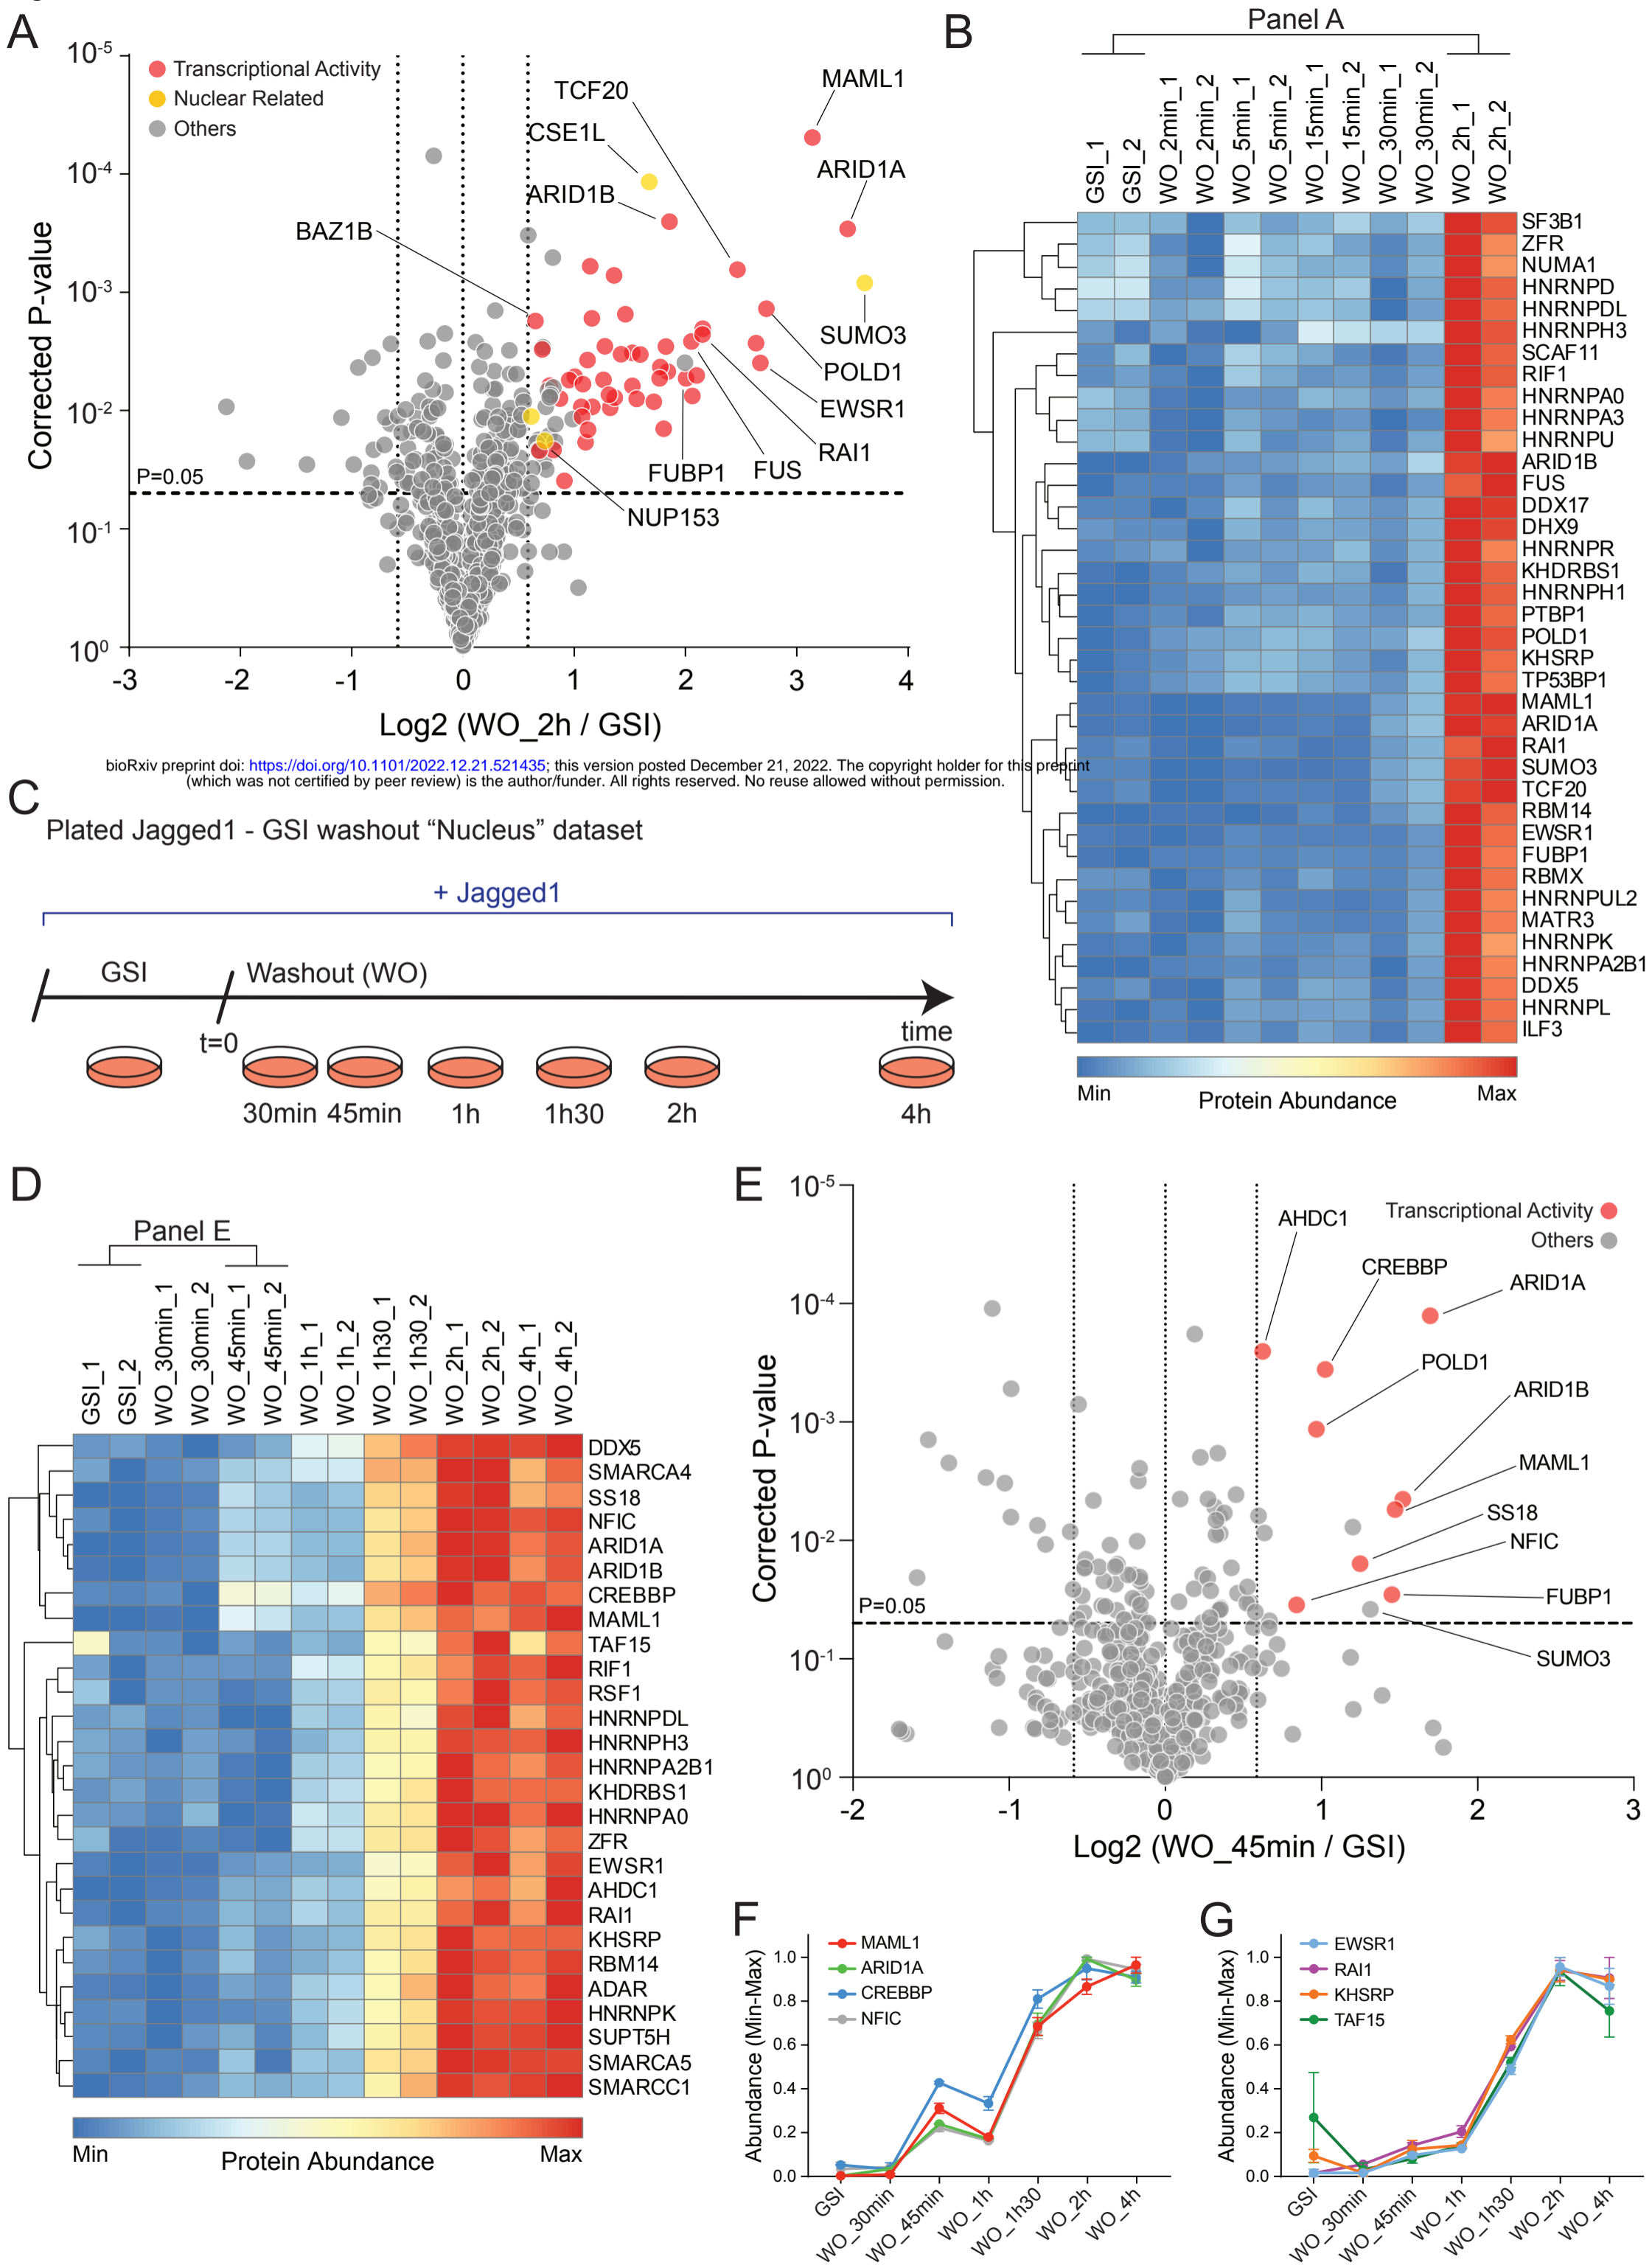 A
10-5
10-4
10-3
10-2
10-1
100
Corrected P-value
Transcriptional Activity
Nuclear Related
Others
TCF20
CSE1L
ARID1B
BAZ1B
MAML1
ARID1A
SUMO3
POLD1
EWSR1
RAI1
FUS
FUBP1
NUP153
P=0.05
-3 -2 -1 0 1 2 3 4
Log2 (WO_2h / GSI)
B
Panel A
GSI_1
GSI_2
WO_2min_1
WO_2min_2
WO_5min_1
WO_5min_2
WO_15min_1
WO_15min_2
WO_30min_1
WO_30min_2
WO_2h_1
WO_2h_2
SF3B1
ZFR
NUMA1
HNRNPD
HNRNPDL
HNRNPH3
SCAF11
RIF1
HNRNPA0
HNRNPA3
HNRNPU
ARID1B
FUS
DDX17
DHX9
HNRNPR
KHDRBS1
HNRNPH1
PTBP1
POLD1
KHSRP
TP53BP1
MAML1
ARID1A
RAI1
SUMO3
TCF20
RBM14
EWSR1
FUBP1
RBMX
HNRNPUL2
MATR3
HNRNPK
HNRNPA2B1
DDX5
HNRNPL
ILF3
Min
Protein Abundance
Max
bioRxiv preprint doi: https://doi.org/10.1101/2022.12.21.521435; this version posted December 21, 2022. The copyright holder for this preprint
(which was not certified by peer review) is the author/funder. All rights reserved. No reuse allowed without permission.
C
Plated Jagged1 - GSI washout “Nucleus” dataset
+ Jagged1
GSI
Washout (WO)
t=0
time
30min 45min 1h 1h30 2h 4h
D
Panel E
GSI_1
GSI_2
WO_30min_1
WO_30min_2
WO_45min_1
WO_45min_2
WO_1h_1
WO_1h_2
WO_1h30_1
WO_1h30_2
WO_2h_1
WO_2h_2
WO_4h_1
WO_4h_2
DDX5
SMARCA4
SS18
NFIC
ARID1A
ARID1B
CREBBP
MAML1
TAF15
RIF1
RSF1
HNRNPDL
HNRNPH3
HNRNPA2B1
KHDRBS1
HNRNPA0
ZFR
EWSR1
AHDC1
RAI1
KHSRP
RBM14
ADAR
HNRNPK
SUPT5H
SMARCA5
SMARCC1
Min
Protein Abundance
Max
E
10-5
10-4
10-3
10-2
10-1
100
Corrected P-value
Transcriptional Activity
Others
AHDC1
CREBBP
ARID1A
POLD1
ARID1B
MAML1
SS18
NFIC
FUBP1
SUMO3
P=0.05
-2 -1 0 1 2 3
Log2 (WO_45min / GSI)
F
Abundance (Min-Max)
1.0
0.8
0.6
0.4
0.2
0.0
MAML1
ARID1A
CREBBP
NFIC
GSI
WO_30min
WO_45min
WO_1h
WO_1h30
WO_2h
WO_4h
G
Abundance (Min-Max)
1.0
0.8
0.6
0.4
0.2
0.0
EWSR1
RAI1
KHSRP
TAF15
GSI
WO_30min
WO_45min
WO_1h
WO_1h30
WO_2h
WO_4h